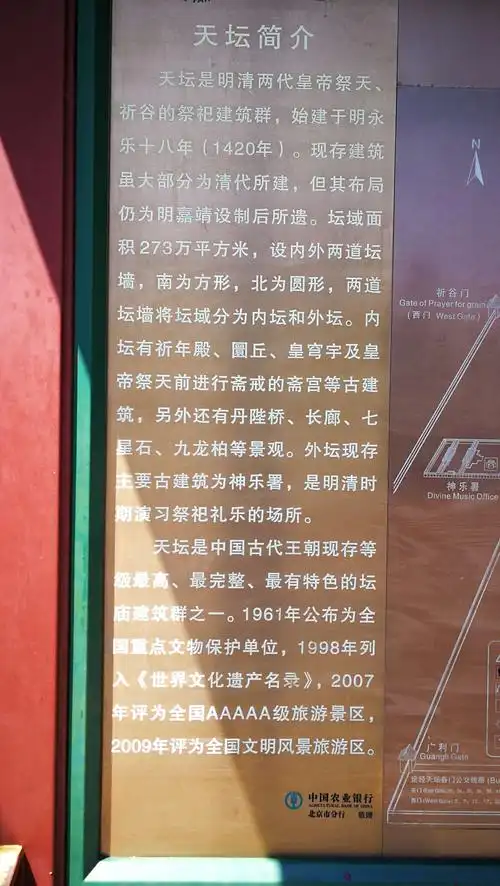 天坛简介
天坛是明清两代皇帝祭天、
祈谷的祭祀建筑群，始建于明永
乐十八年（1420年）。现存建筑
虽大部分为清代所建，但其布局
仍为明嘉靖设制后所遗。坛域面
积273万平方米，设内外两道坛
墙，南为方形，北为圆形，两道
坛墙将坛域分为内坛和外坛。内
坛有祈年殿、圜丘、皇穹宇及皇
帝祭天前进行斋戒的斋宫等古建
筑，另外还有丹陛桥、长廊、七
星石、九龙柏等景观。外坛现存
主要古建筑为神乐署，是明清时
期演习祭祀礼乐的场所。
天坛是中国古代王朝现存等
级最高、最完整、最有特色的坛
庙建筑群之一。1961年公布为全
国重点文物保护单位，1998年列
入《世界文化遗产名录》，2007
年评为全国AAAAA级旅游景区，
2009年评为全国文明风景旅游区。
中国农业银行
AGRICULTURAL BANK OF CHINA
北京市分行 敬赠
N
祈谷门
Gate of Prayer for grain
（西门 West Gate）
神乐署
Divine Music Office
广利门
Guangli Gate
途经天坛各门公交线路（Bu